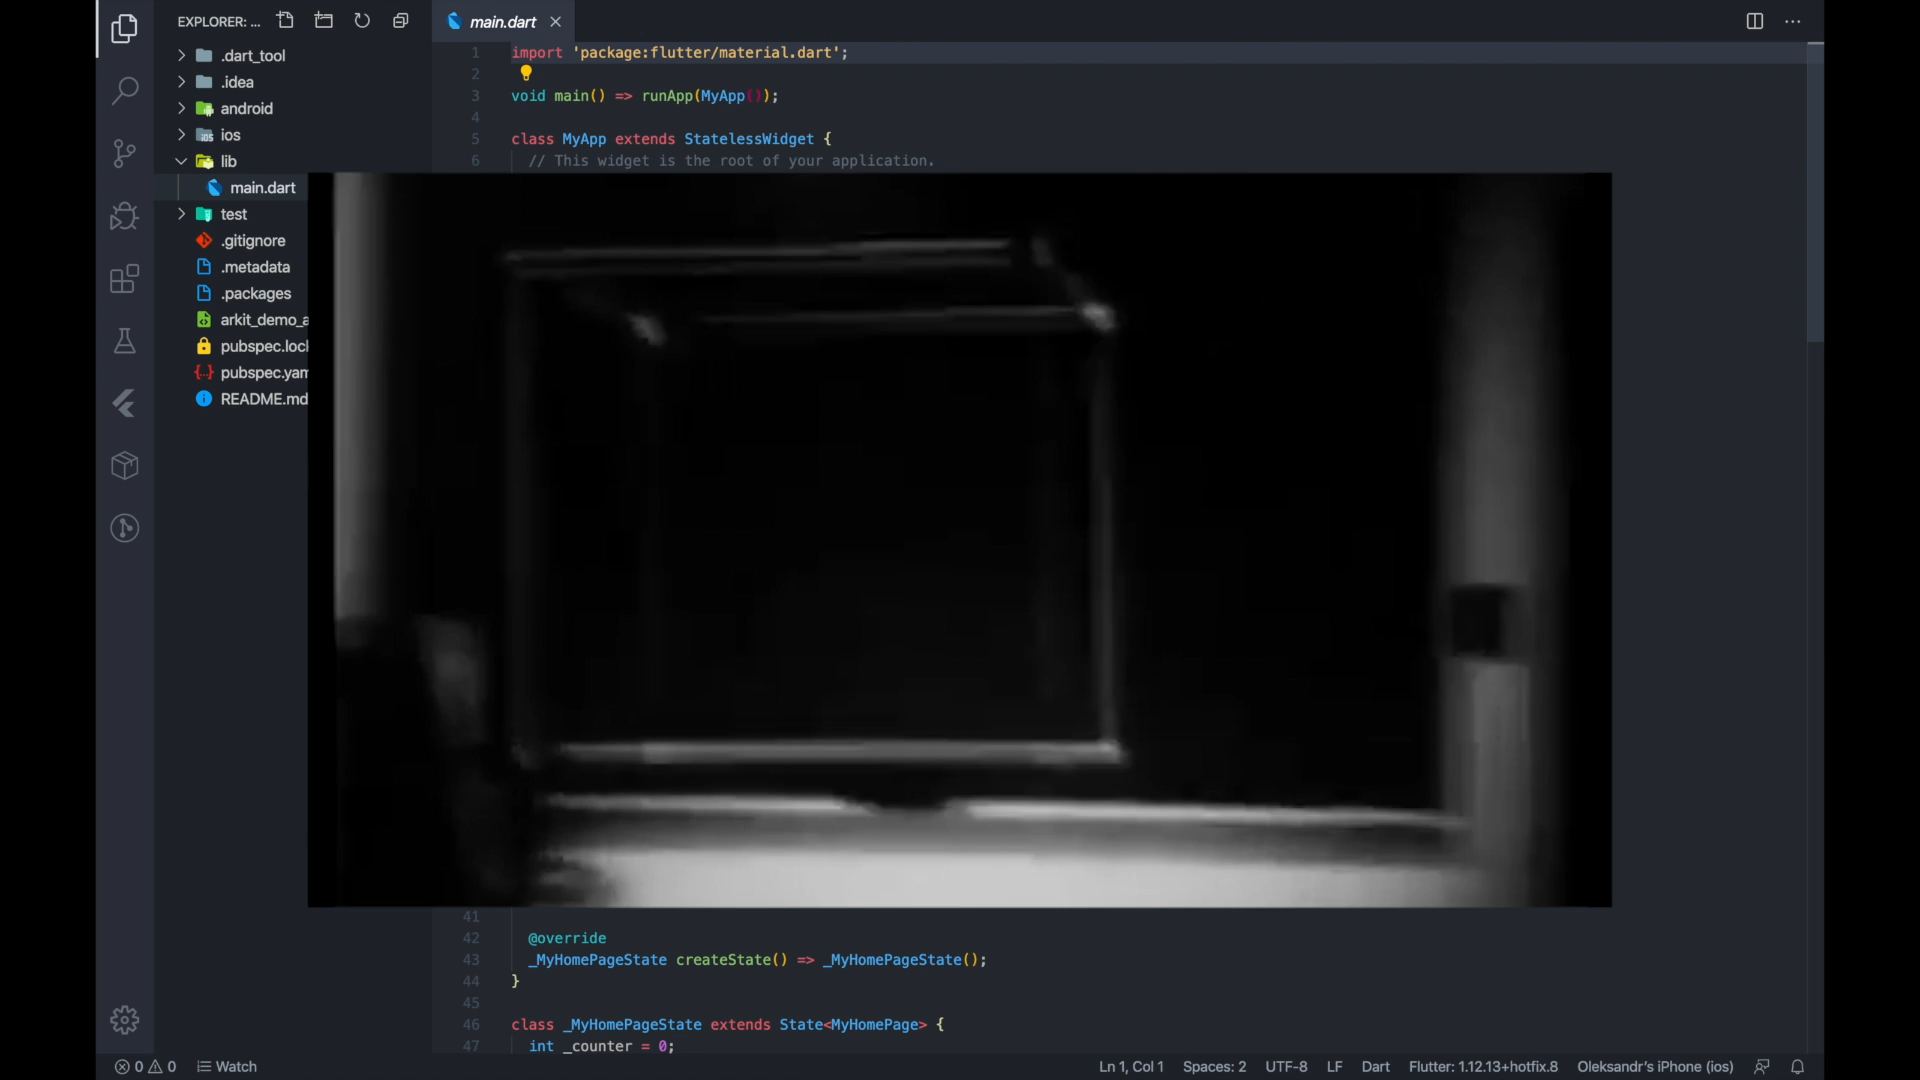 EXPLORER: ...
main.dart
.dart_tool
.idea
android
ios
lib
main.dart
test
.gitignore
.metadata
.packages
arkit_demo_a
pubspec.lock
pubspec.yam
README.md
1 import 'package:flutter/material.dart';
2
3 void main() => runApp(MyApp());
4
5 class MyApp extends StatelessWidget {
6 // This widget is the root of your application.
41
42 @override
43 _MyHomePageState createState() => _MyHomePageState();
44 }
45
46 class _MyHomePageState extends State<MyHomePage> {
47 int _counter = 0;
0 0 Watch Ln 1, Col 1 Spaces: 2 UTF-8 LF Dart Flutter: 1.12.13+hotfix.8 Oleksandr's iPhone (ios)